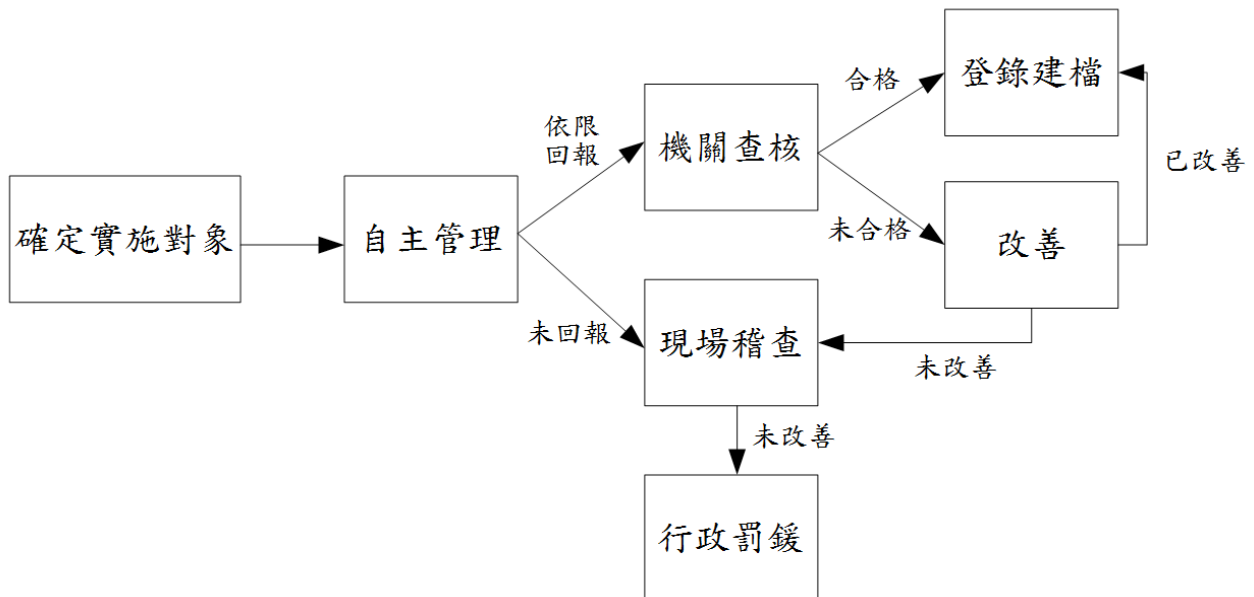 確定實施對象
自主管理
依限
回報
未回報
機關查核
合格
未合格
登錄建檔
改善
已改善
未改善
現場稽查
未改善
行政罰鍰